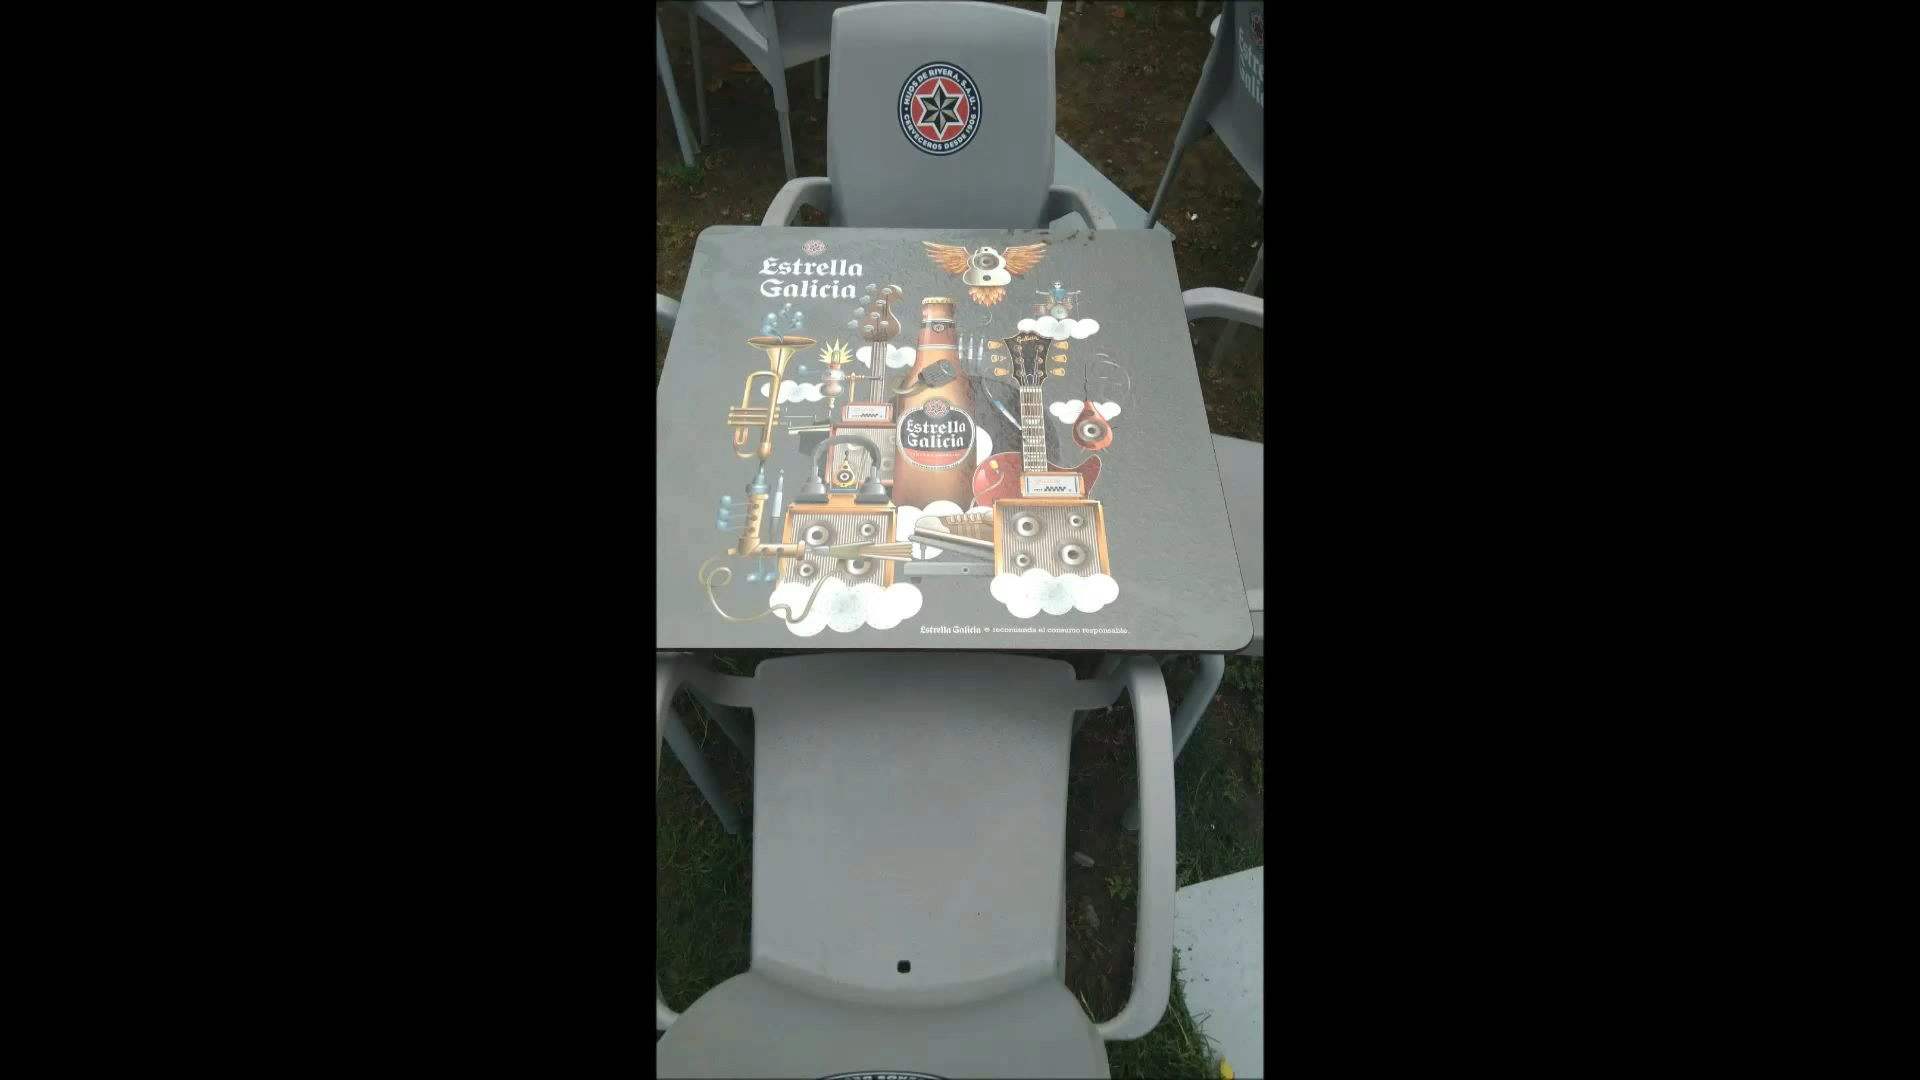 HIJOS DE RIVERA, S.A.U.
CERVECEROS DESDE 1906
Estrella
Galicia
Estrella
Galicia
Estrella Galicia ® recomienda el consumo responsable.